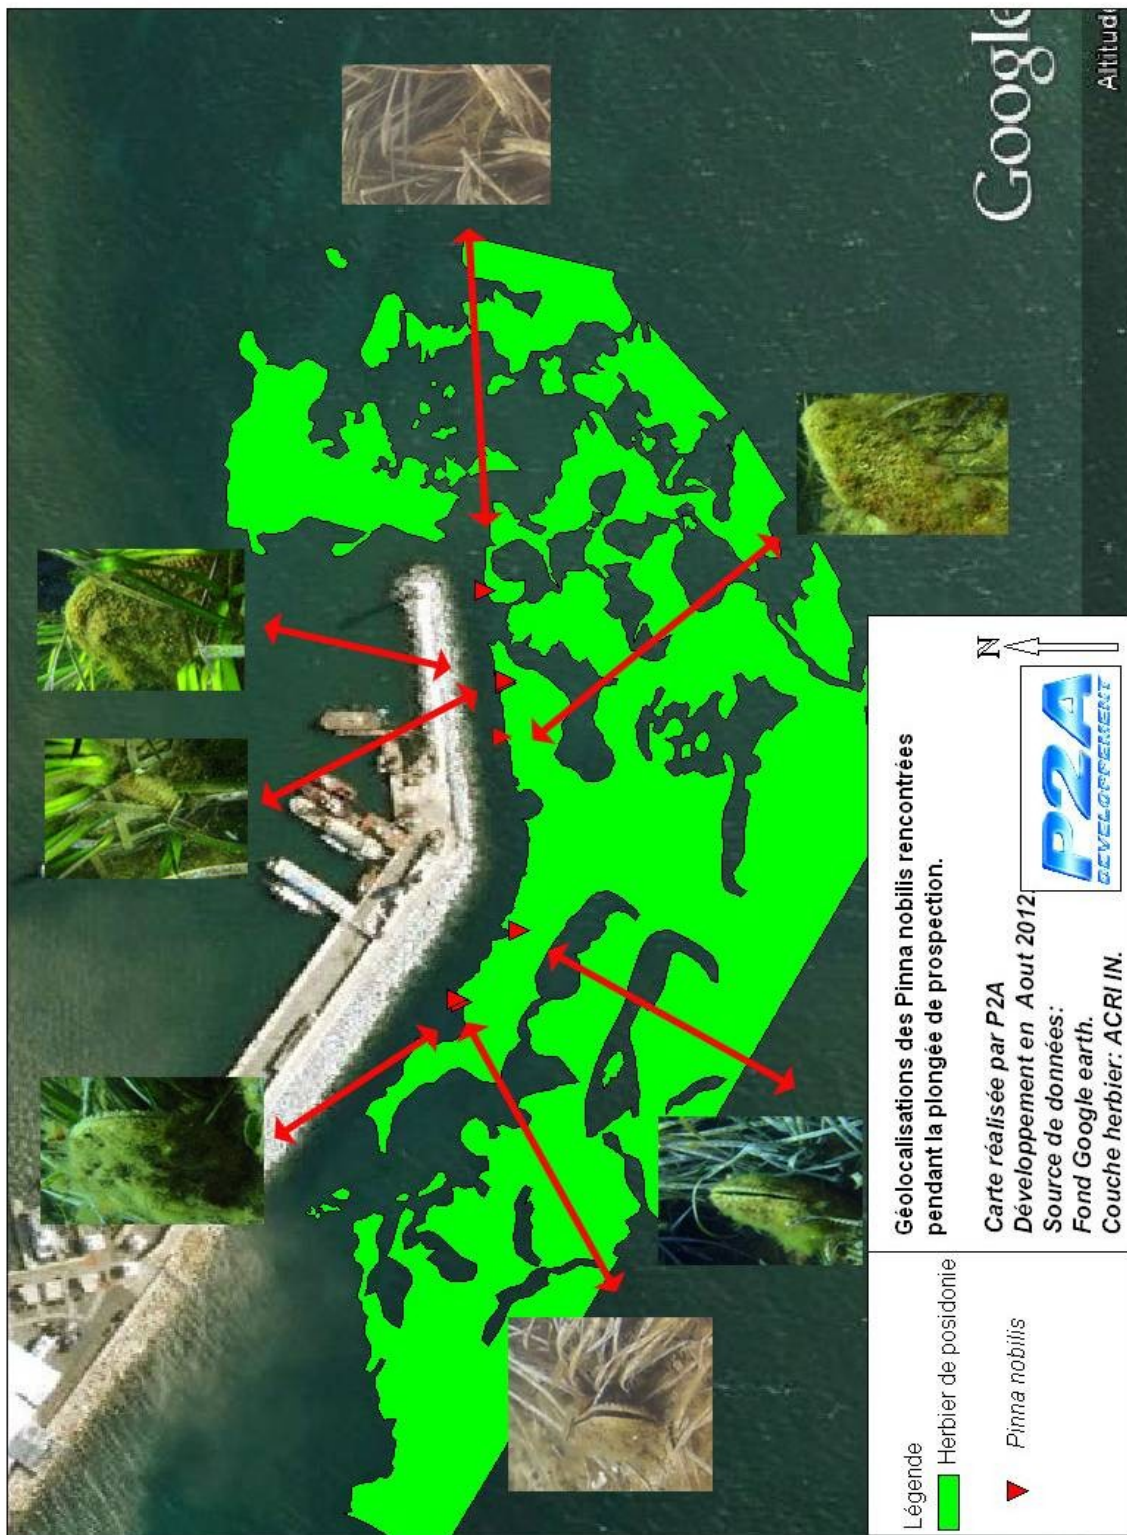 Google
Altitude
Légende
Herbier de posidonie
Pinna nobilis
Géolocalisations des Pinna nobilis rencontrées
pendant la plongée de prospection.
Carte réalisée par P2A
Développement en Aout 2012.
Source de données:
Fond Google earth.
Couche herbier: ACRI IN.
N
P2A
DEVELOPPEMENT